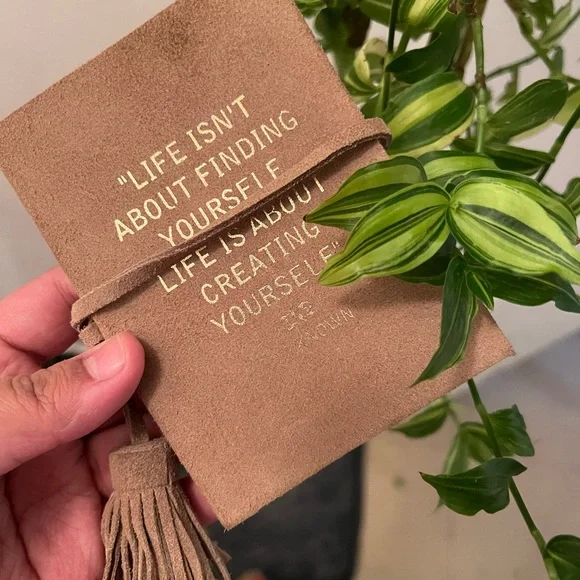 "LIFE ISN'T
ABOUT FINDING
YOURSELF
LIFE IS ABOUT
CREATING
YOURSELF"